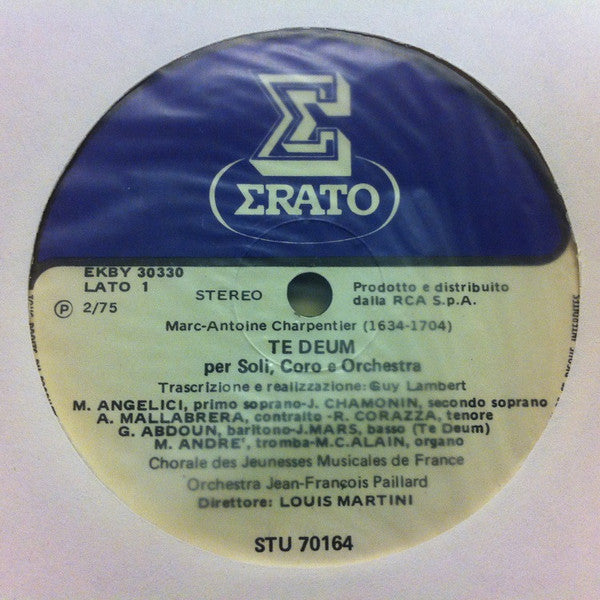 Σ
ΣRATO
EKBY 30330
LATO 1
STEREO
Prodotto e distribuito
dalla RCA S.p.A.
Ⓟ 2/75
Marc-Antoine Charpentier (1634-1704)
TE DEUM
per Soli, Coro e Orchestra
Trascrizione e realizzazione: Guy Lambert
M. ANGELICI, primo soprano-J. CHAMONIN, secondo soprano
A. MALLABRERA, contralto -R. CORAZZA, tenore
G. ABDOUN, baritono-J.MARS, basso (Te Deum)
M. ANDRE', tromba-M.C.ALAIN, organo
Chorale des Jeunesses Musicales de France
Orchestra Jean-François Paillard
Direttore: LOUIS MARTINI
STU 70164